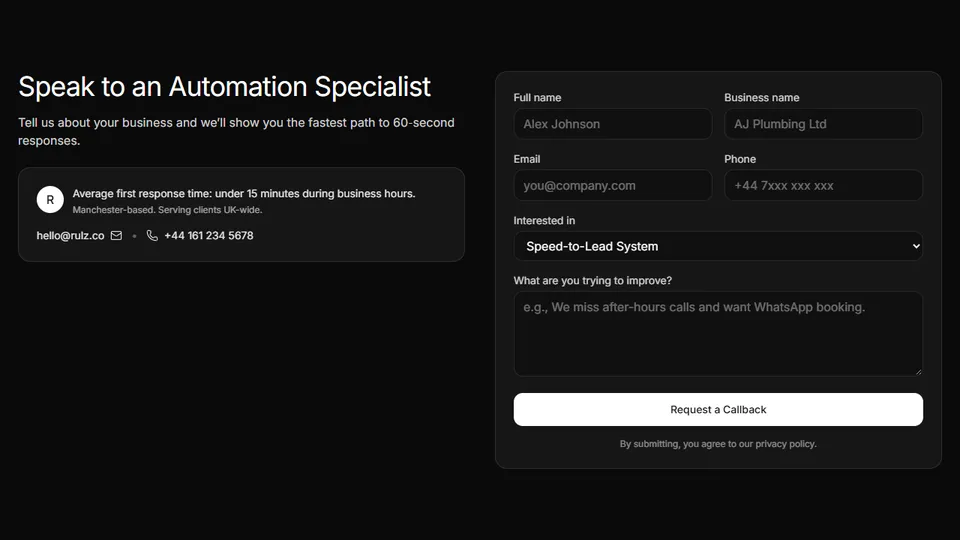 Speak to an Automation Specialist
Tell us about your business and we’ll show you the fastest path to 60-second
responses.
R
Average first response time: under 15 minutes during business hours.
Manchester-based. Serving clients UK-wide.
hello@rulz.co • +44 161 234 5678
Full name
Business name
Alex Johnson
AJ Plumbing Ltd
Email
Phone
you@company.com
+44 7xxx xxx xxx
Interested in
Speed-to-Lead System
What are you trying to improve?
e.g., We miss after-hours calls and want WhatsApp booking.
Request a Callback
By submitting, you agree to our privacy policy.